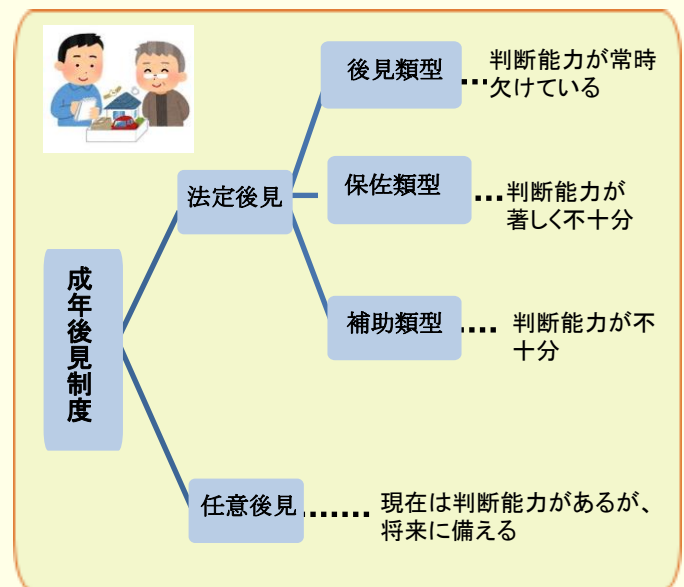 成年後見制度
法定後見
後見類型
判断能力が常時
欠けている
保佐類型
判断能力が
著しく不十分
補助類型
判断能力が不
十分
任意後見
現在は判断能力があるが、
将来に備える